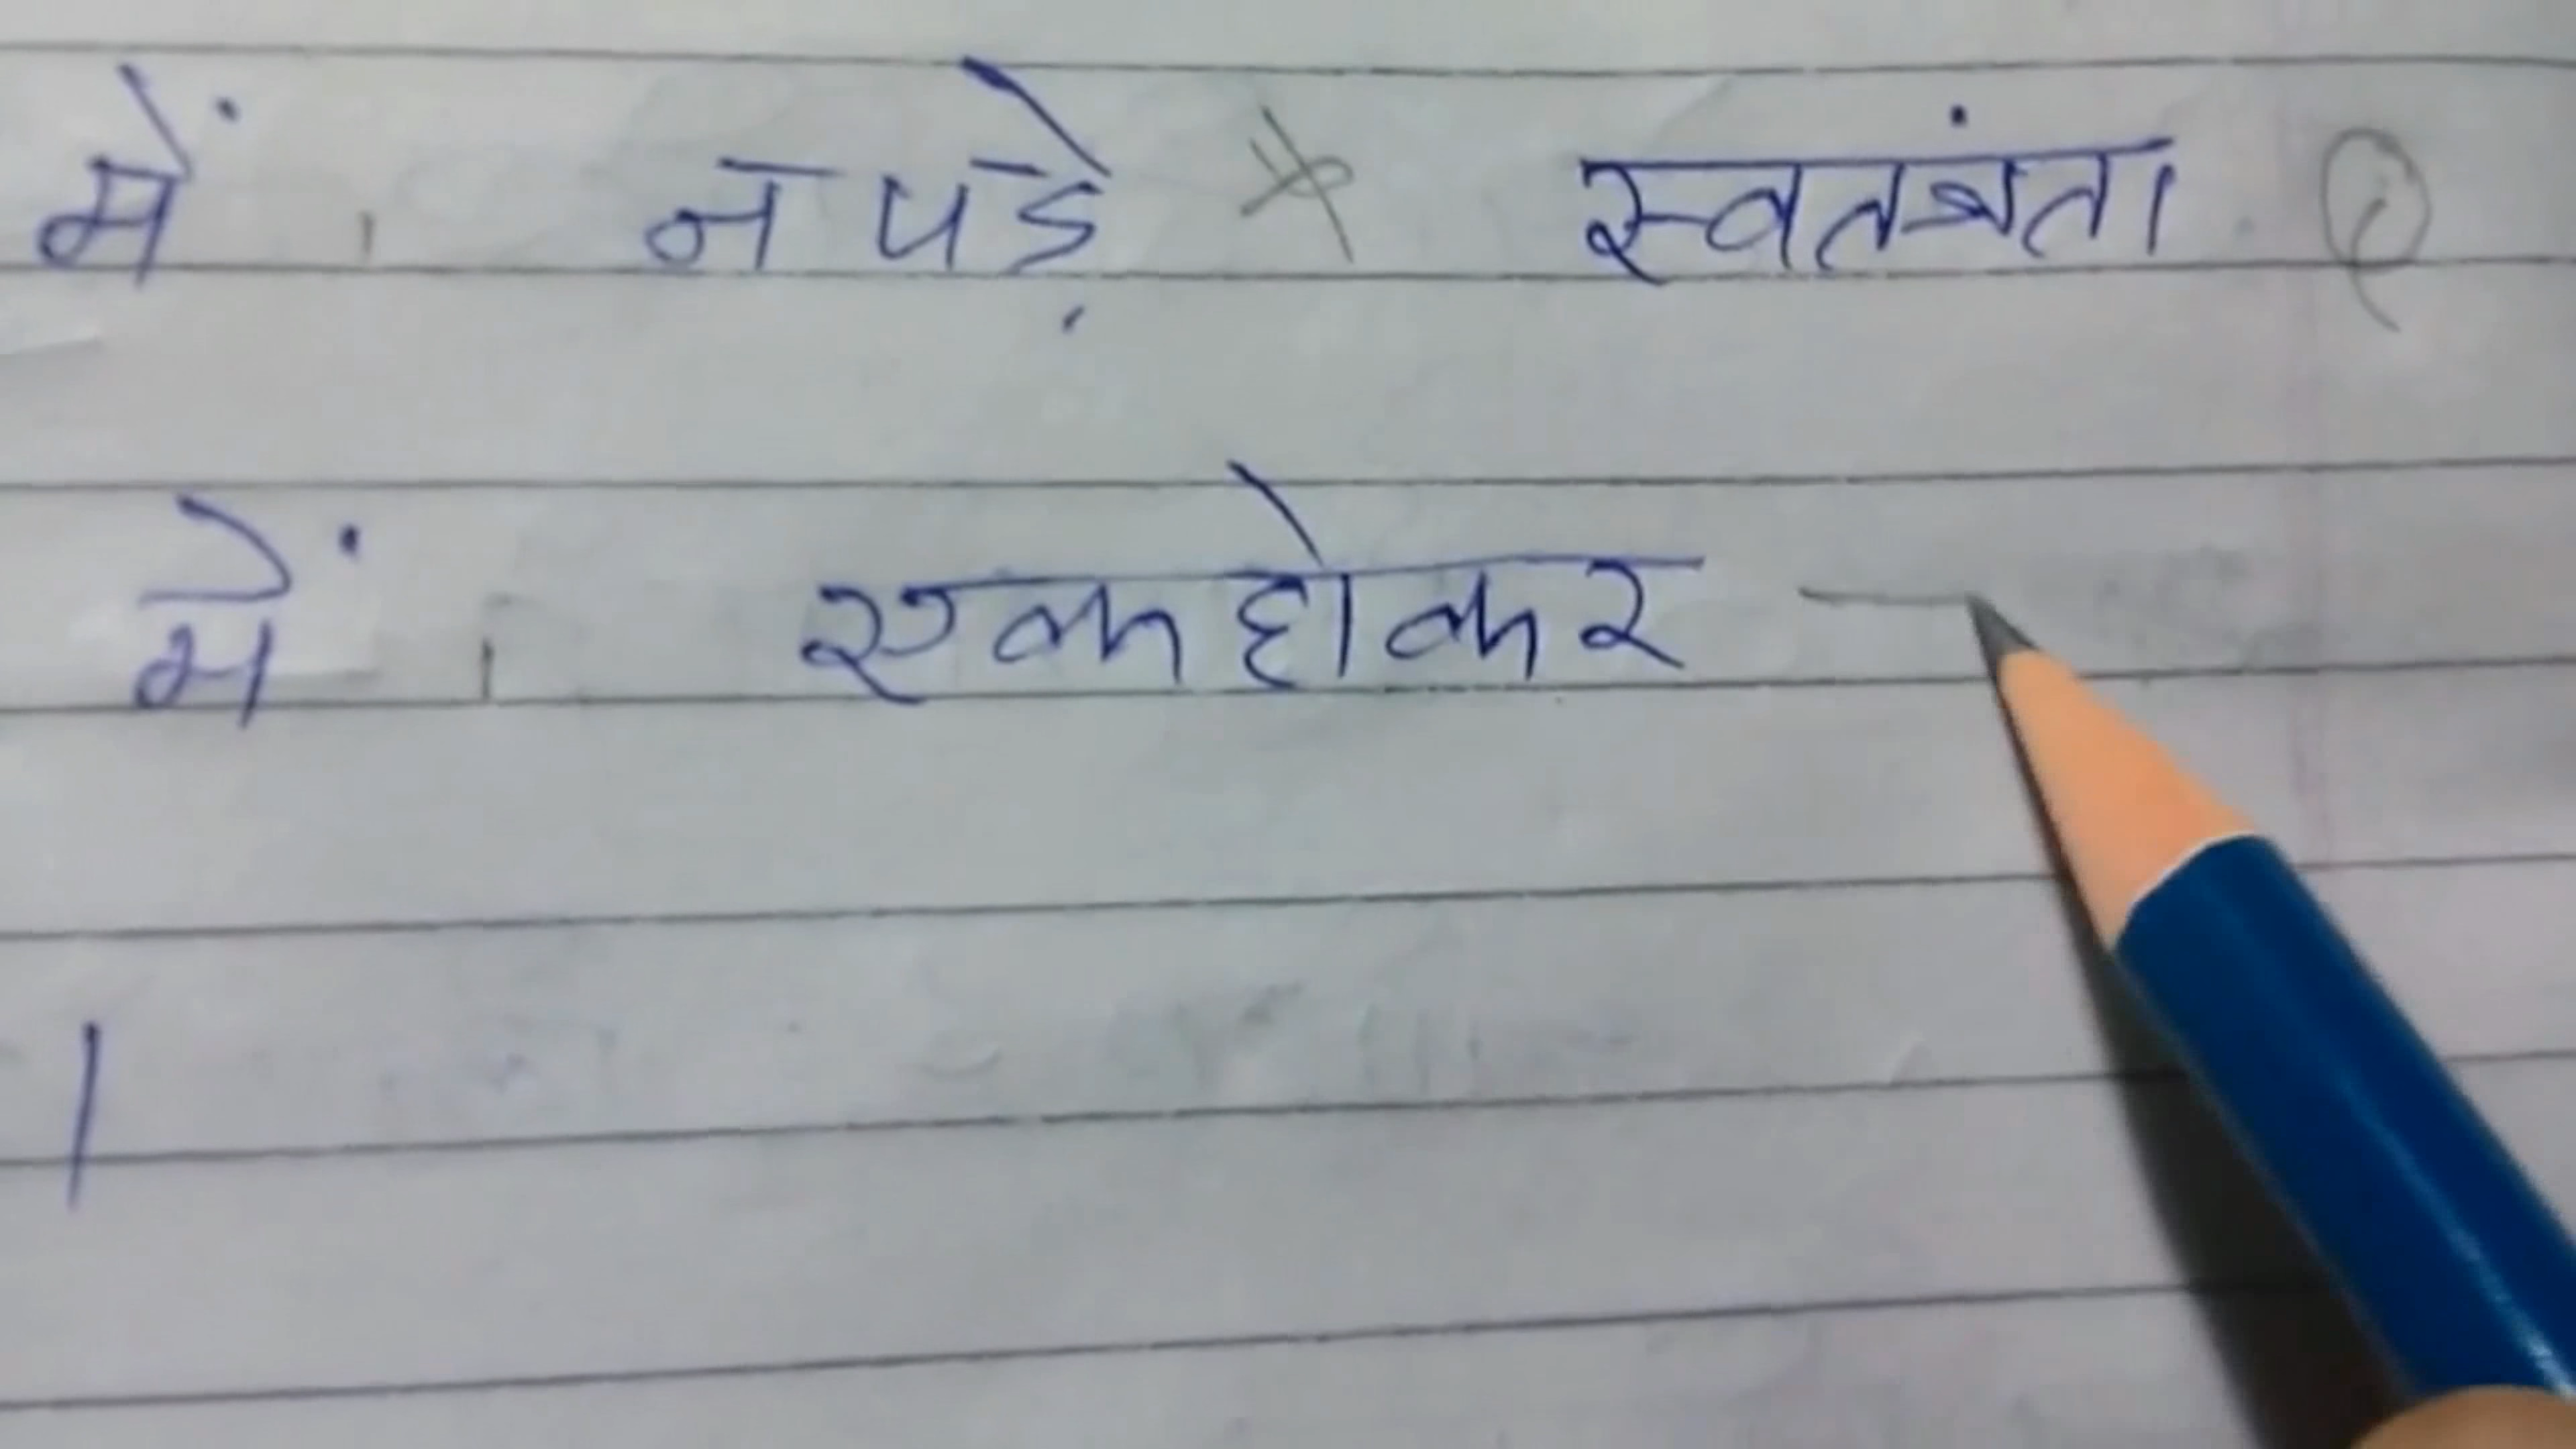 में, न पड़े स्वतंत्रता
में, एक होकर
।